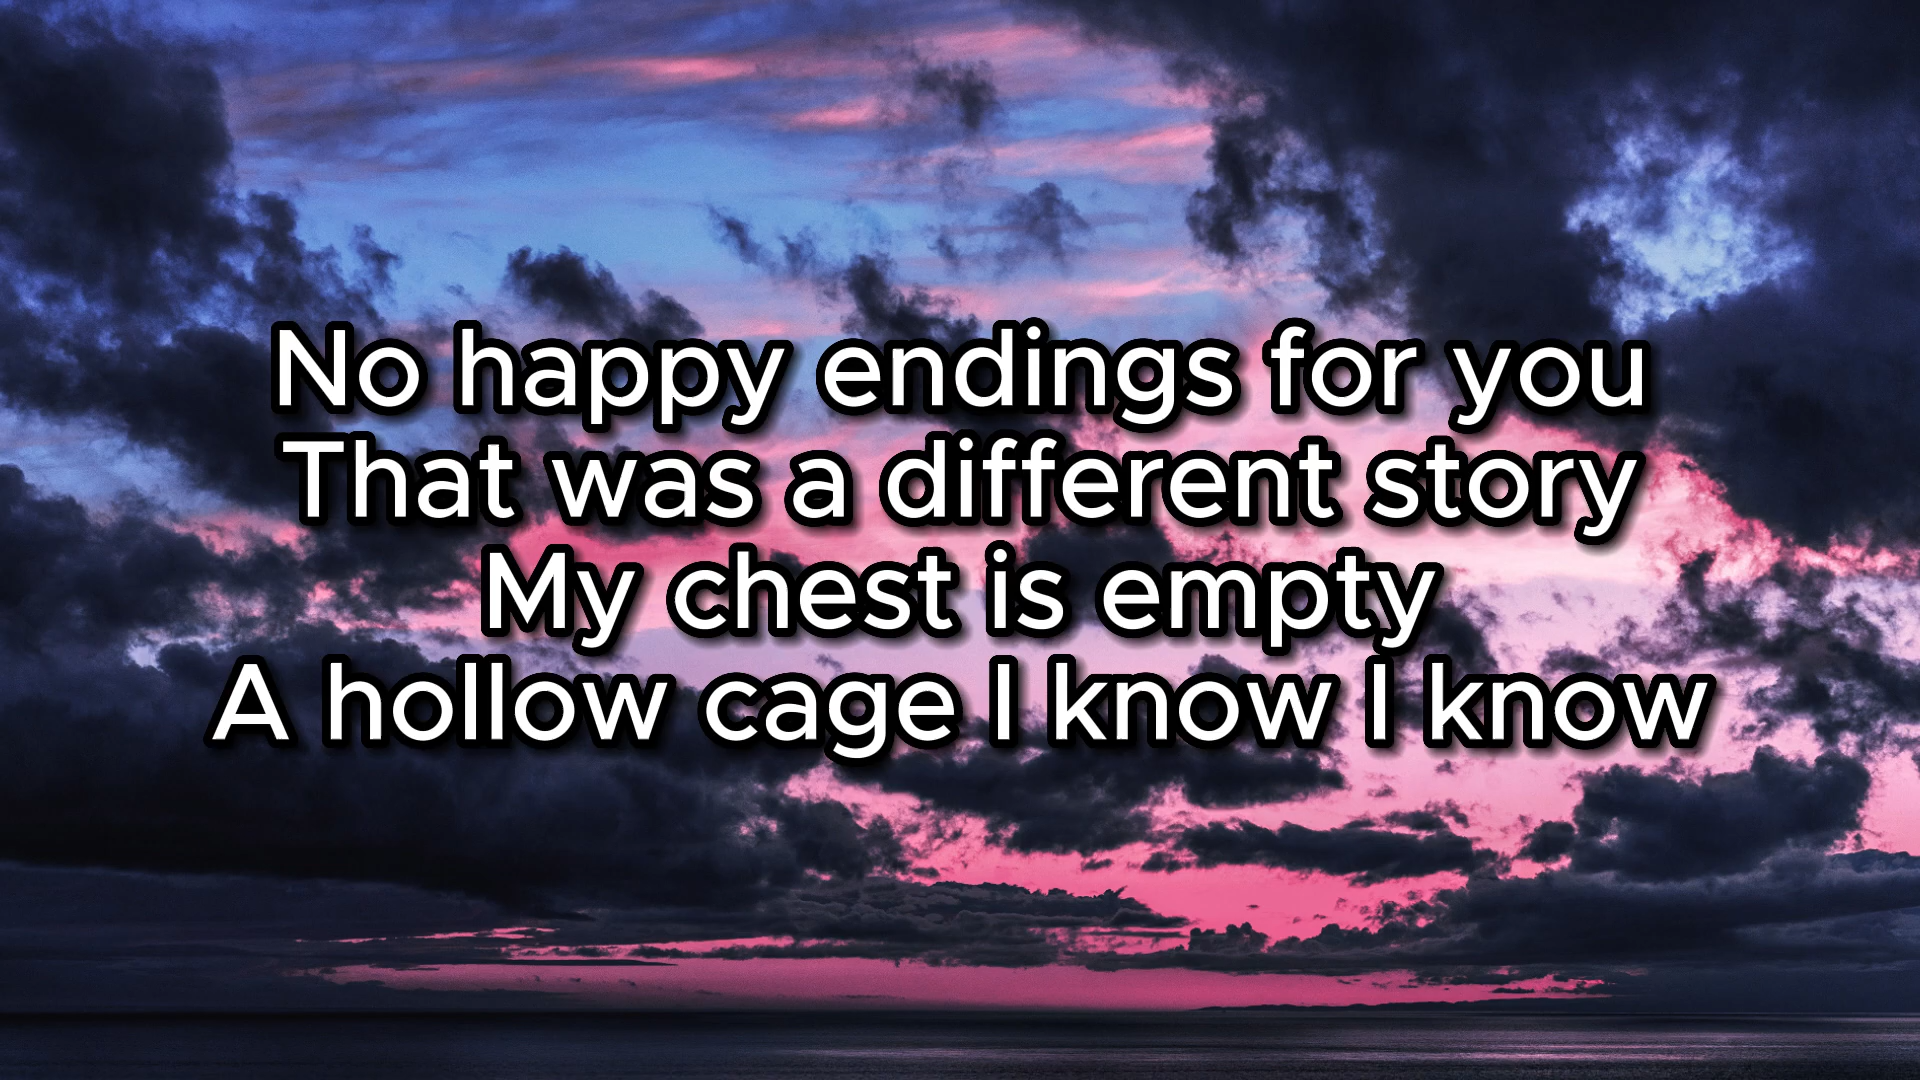 No happy endings for you
That was a different story
My chest is empty
A hollow cage I know I know